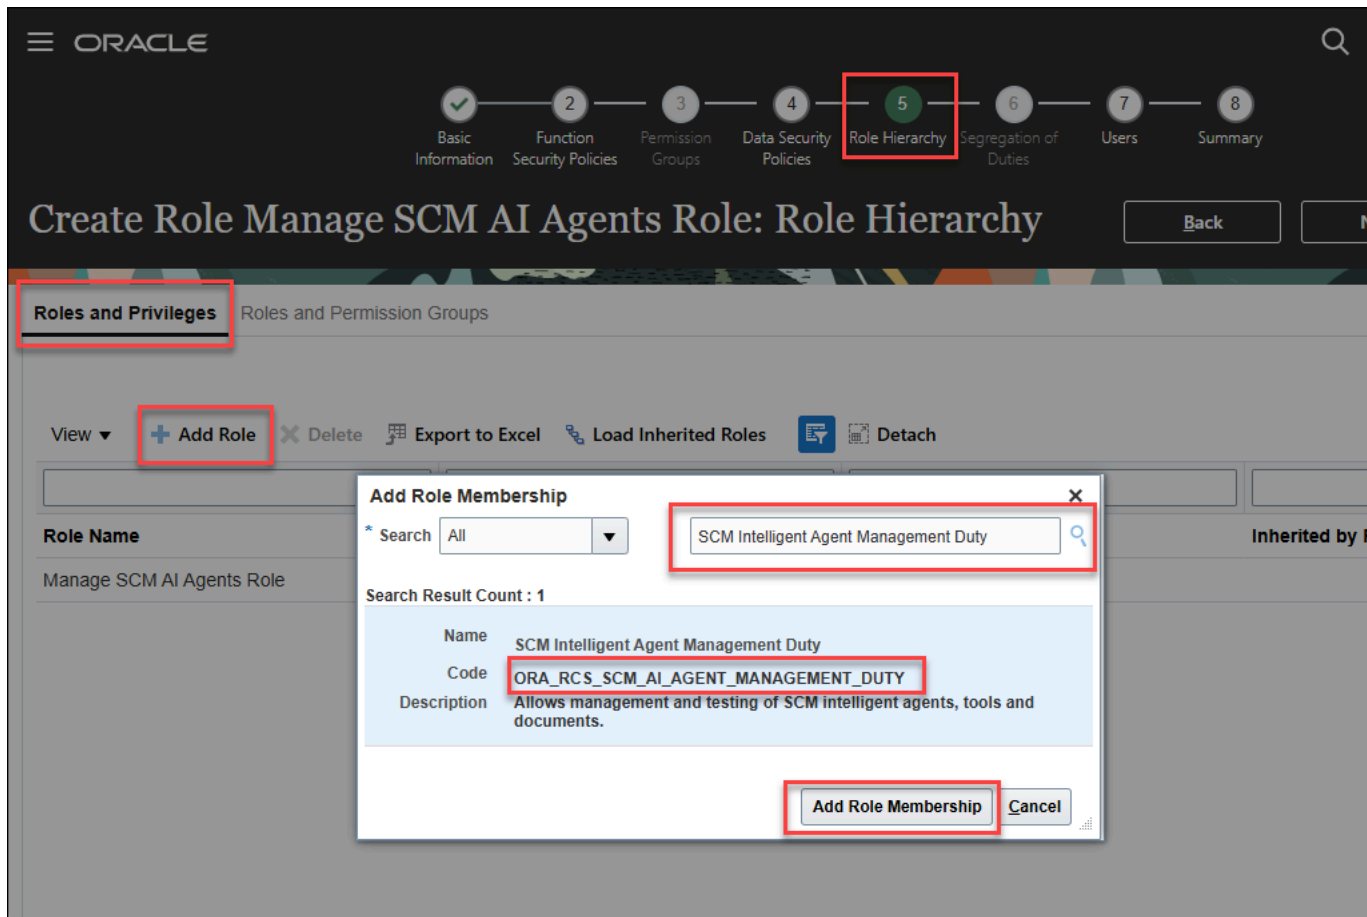 ORACLE
2 3 4 5 6 7 8
Basic Function Permission Data Security Role Hierarchy Segregation of Users Summary
Information Security Policies Groups Policies Duties
Create Role Manage SCM AI Agents Role: Role Hierarchy Back N
Roles and Privileges Roles and Permission Groups
View Add Role Delete Export to Excel Load Inherited Roles Detach
Add Role Membership
Role Name * Search All SCM Intelligent Agent Management Duty Inherited by
Manage SCM AI Agents Role
Search Result Count : 1
Name SCM Intelligent Agent Management Duty
Code ORA_RCS_SCM_AI_AGENT_MANAGEMENT_DUTY
Description Allows management and testing of SCM intelligent agents, tools and
documents.
Add Role Membership Cancel